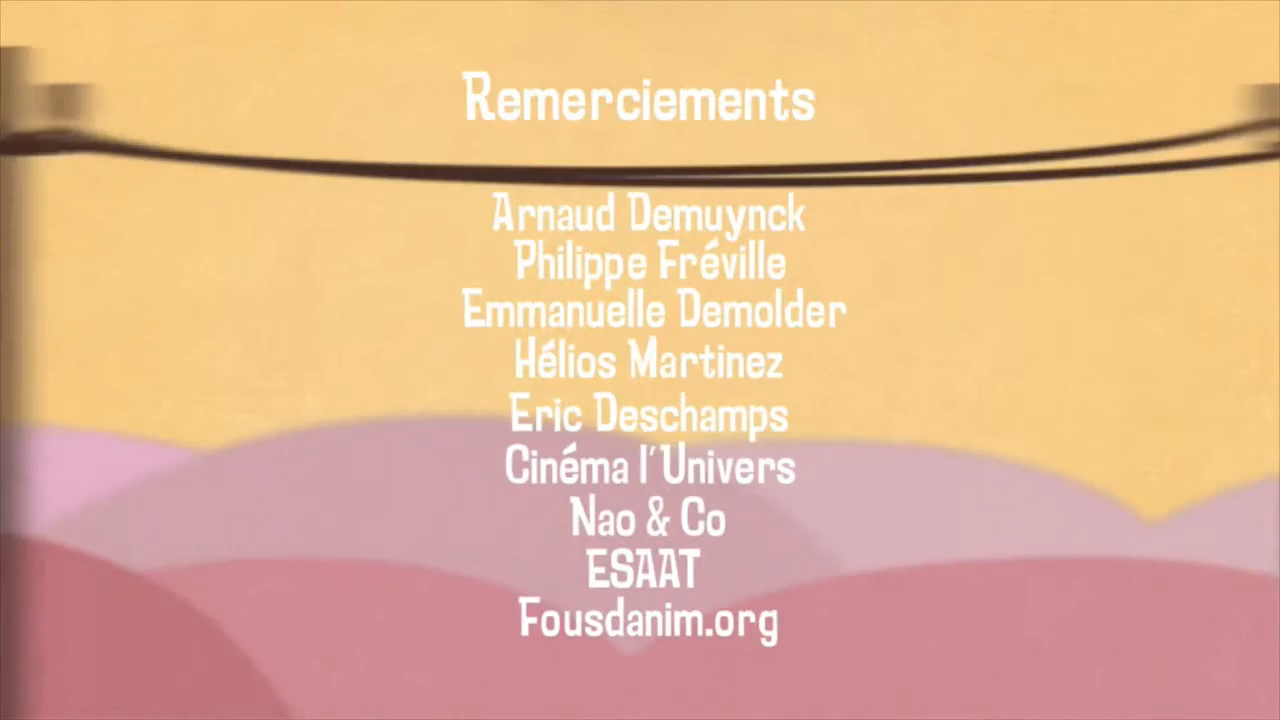 Remerciements
Arnaud Demuynck
Philippe Fréville
Emmanuelle Demolder
Hélios Martinez
Eric Deschamps
Cinéma l'Univers
Nao & Co
ESAAT
Fousdanim.org